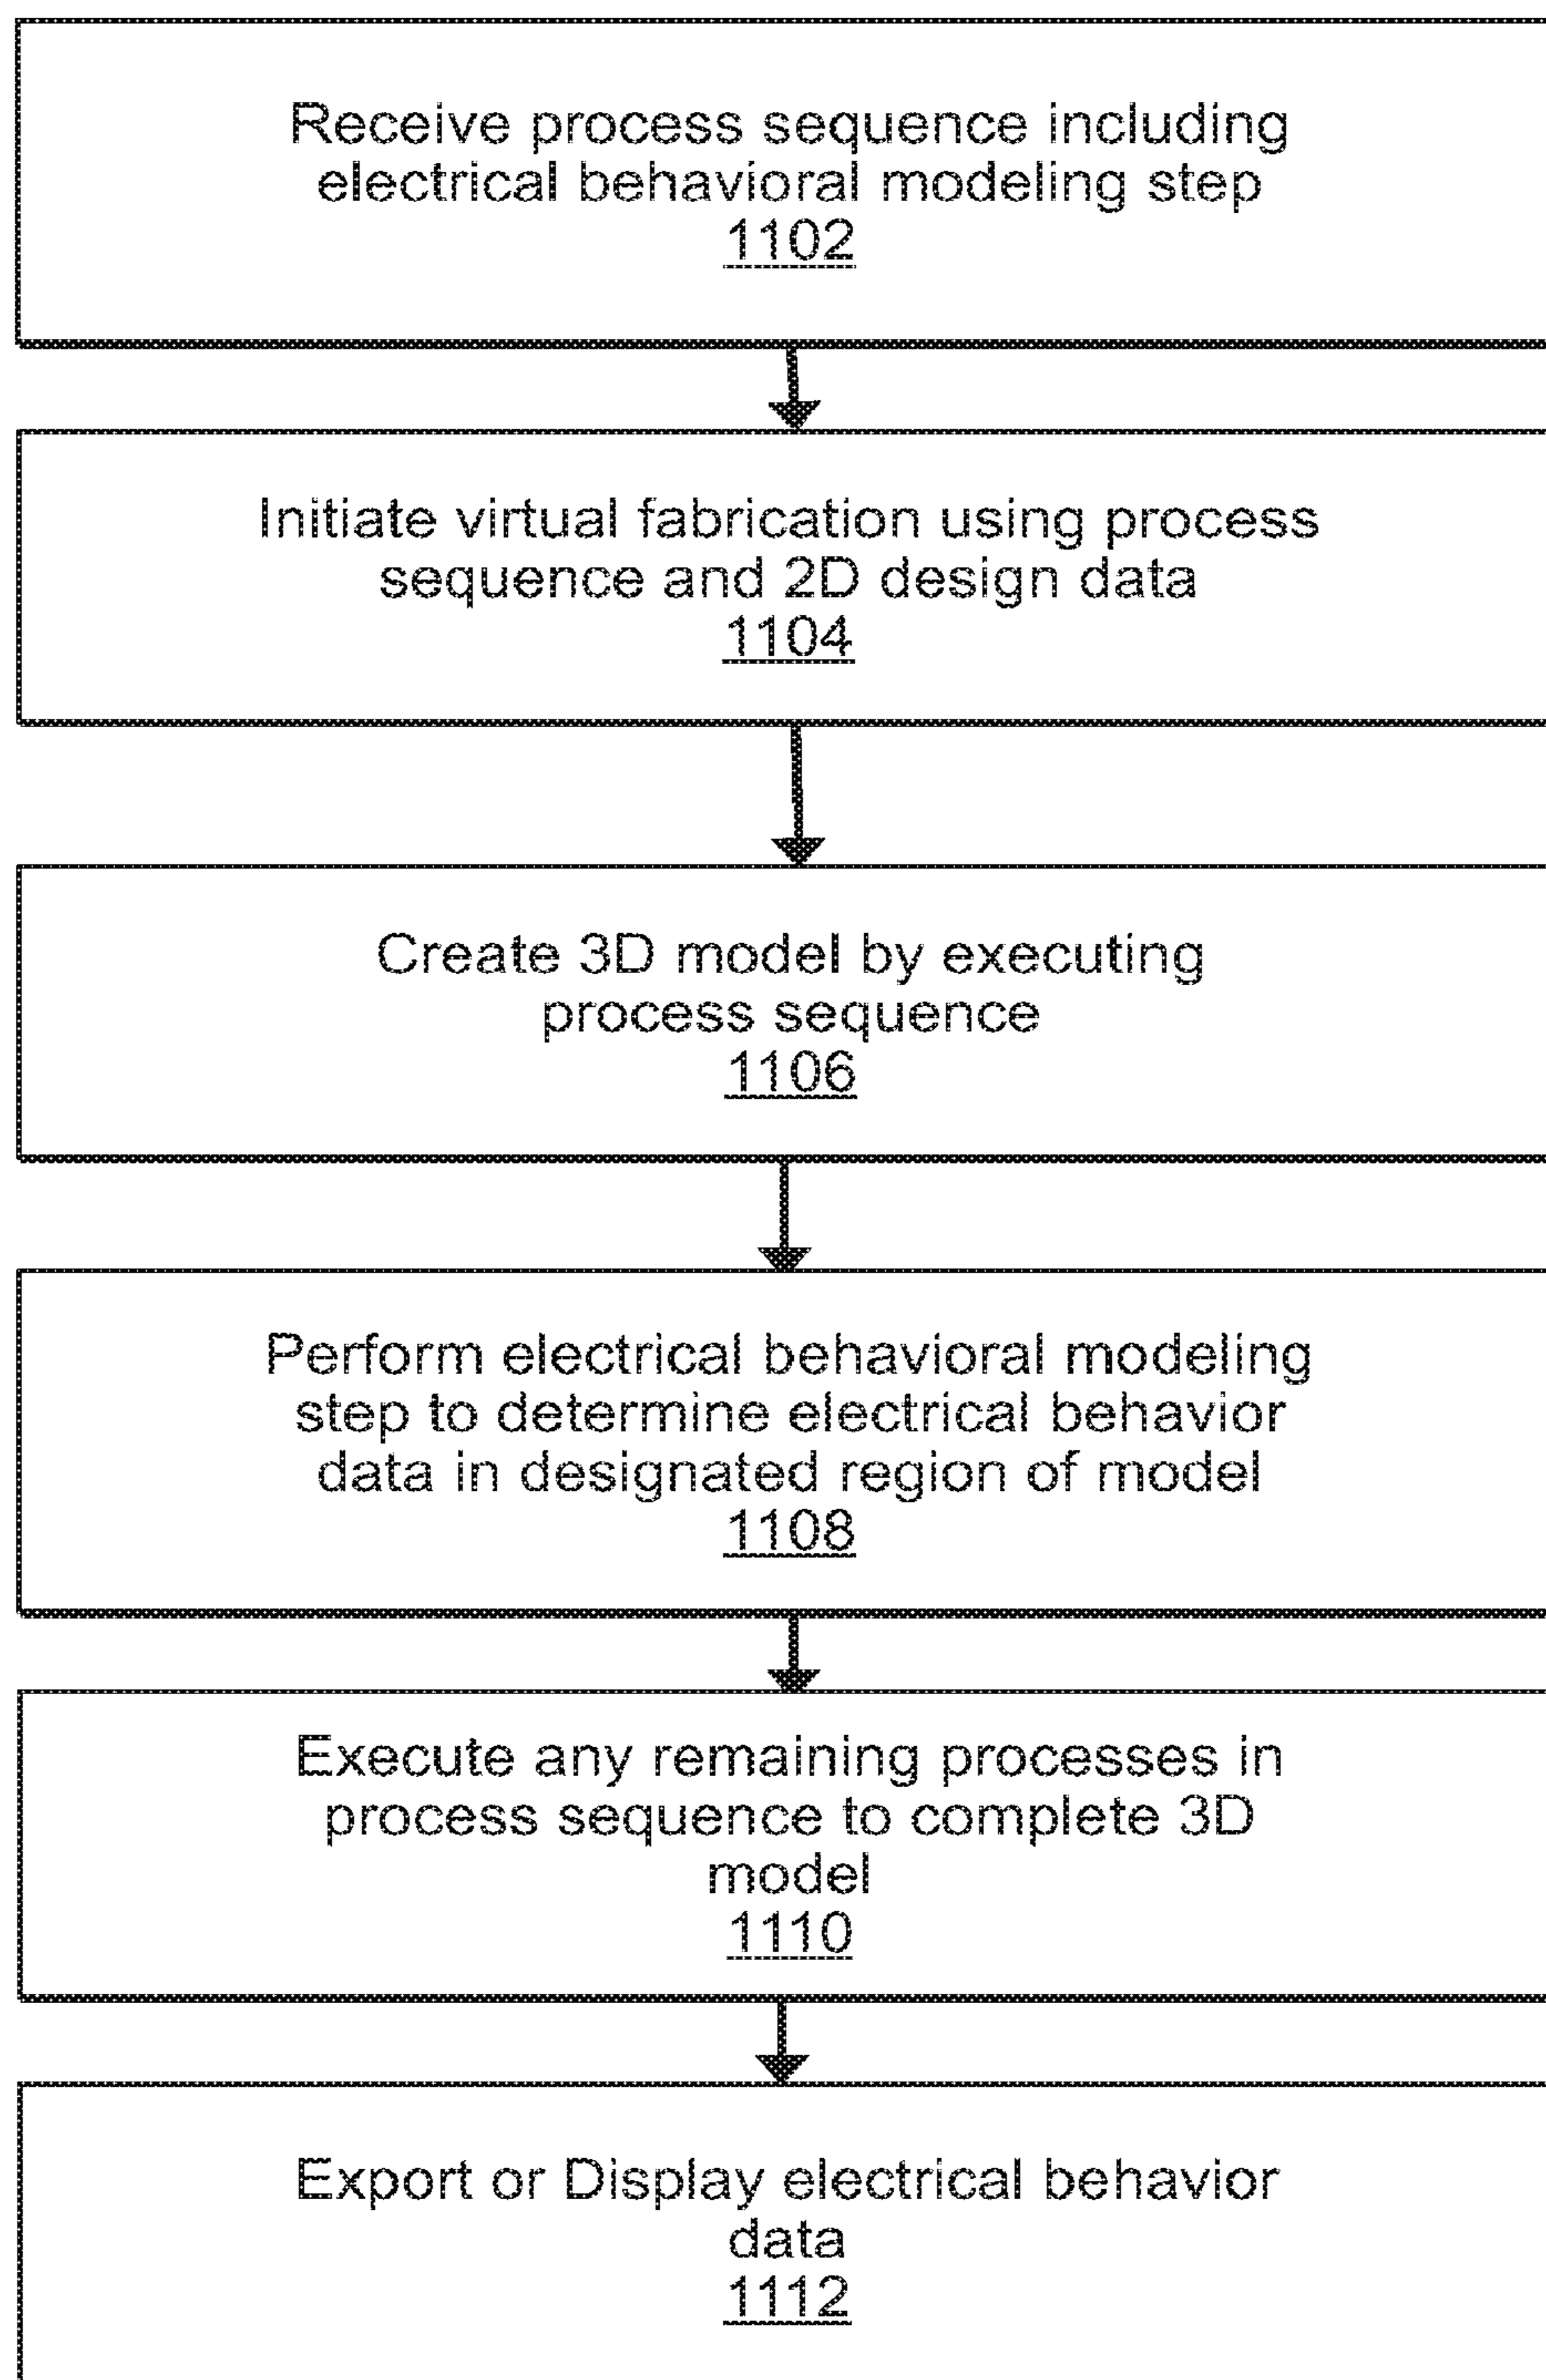 Receive process sequence including
electrical behavioral modeling step
1102
Initiate virtual fabrication using process
sequence and 2D design data
1104
Create 3D model by executing
process sequence
1106
Perform electrical behavioral modeling
step to determine electrical behavior
data in designated region of model
1108
Execute any remaining processes in
process sequence to complete 3D
model
1110
Export or Display electrical behavior
data
1112